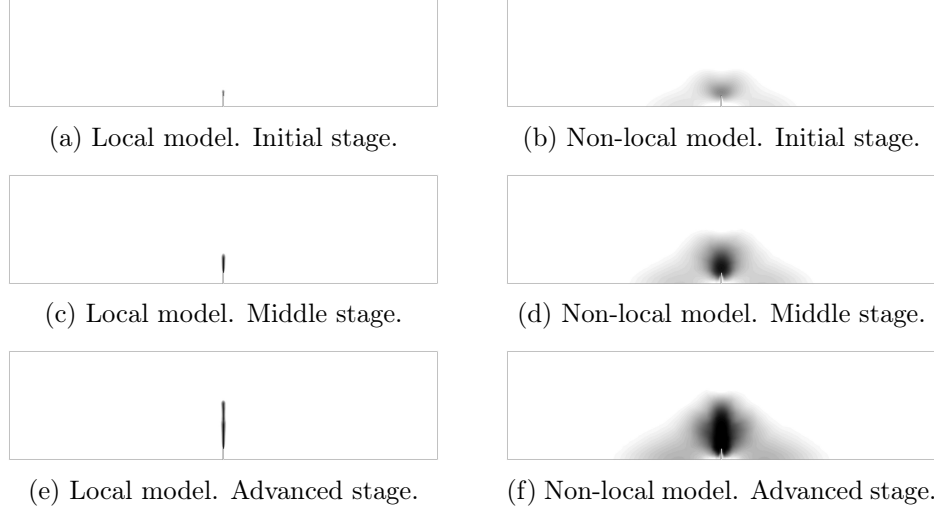 (a) Local model. Initial stage.
(b) Non-local model. Initial stage.
(c) Local model. Middle stage.
(d) Non-local model. Middle stage.
(e) Local model. Advanced stage.
(f) Non-local model. Advanced stage.